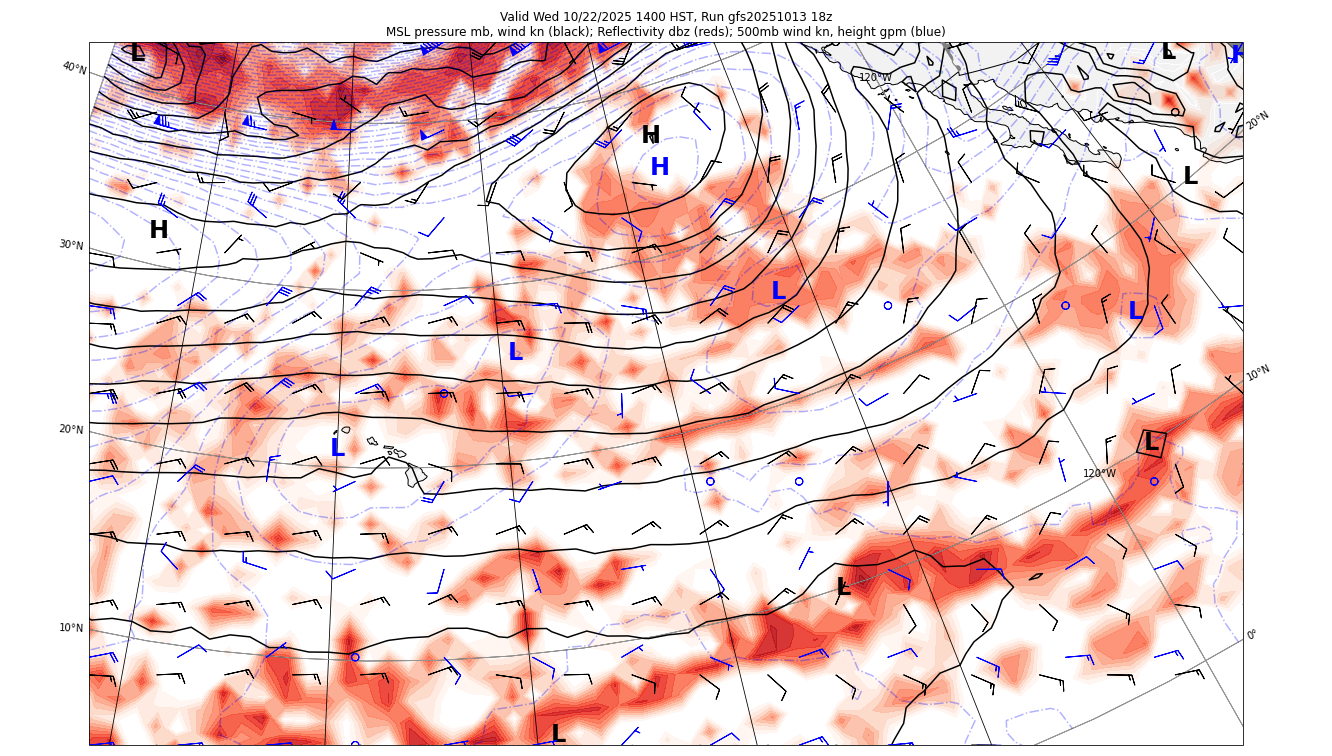 Valid Wed 10/22/2025 1400 HST, Run gfs20251013 18z
MSL pressure mb, wind kn (black); Reflectivity dbz (reds); 500mb wind kn, height gpm (blue)
L
L
H
40°N
120°W
20°N
H
H
L
H
30°N
L
L
L
10°N
20°N
L
L
120°W
L
10°N
0°
L